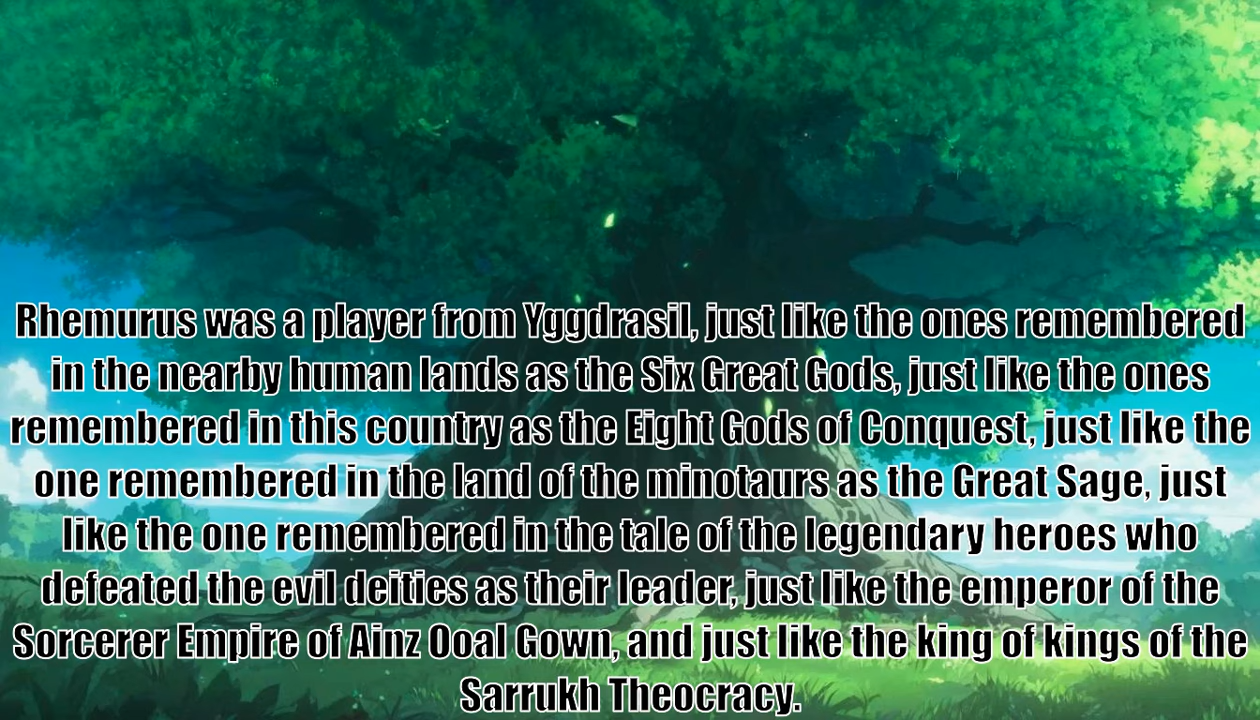 Rhemurus was a player from Yggdrasil, just like the ones remembered
in the nearby human lands as the Six Great Gods, just like the ones
remembered in this country as the Eight Gods of Conquest, just like the
one remembered in the land of the minotaurs as the Great Sage, just
like the one remembered in the tale of the legendary heroes who
defeated the evil deities as their leader, just like the emperor of the
Sorcerer Empire of Ainz Ooal Gown, and just like the king of kings of the
Sarrukh Theocracy.